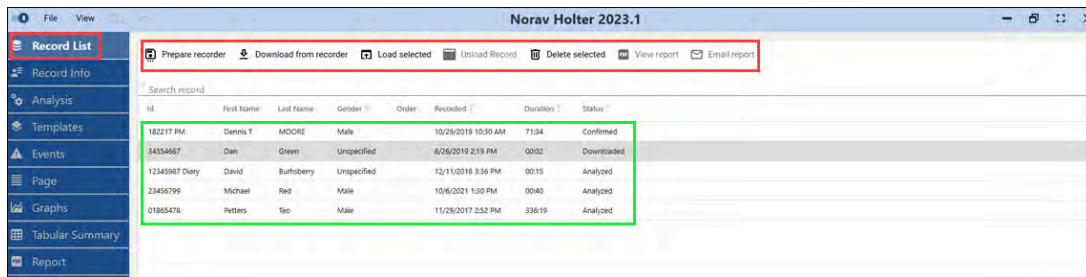 File View Norav Holter 2023.1
Record List
Prepare recorder Download from recorder Load selected Unload Record Delete selected View report Email report
Record Info
Search record
Analysis
Id First Name Last Name Gender Order Recorded Duration Status
Templates
182217 PM Dennis T MOORE Male 10/29/2019 10:30 AM 71:34 Confirmed
Events
34554667 Dan Green Unspecified 8/26/2019 2:19 PM 00:02 Downloaded
12345987 Diary David Burhsberry Unspecified 12/11/2018 3:36 PM 00:15 Analyzed
Page
23456799 Michael Red Male 10/6/2021 1:30 PM 00:40 Analyzed
Graphs
01865478 Petters Teo Male 11/29/2017 2:52 PM 336:19 Analyzed
Tabular Summary
Report